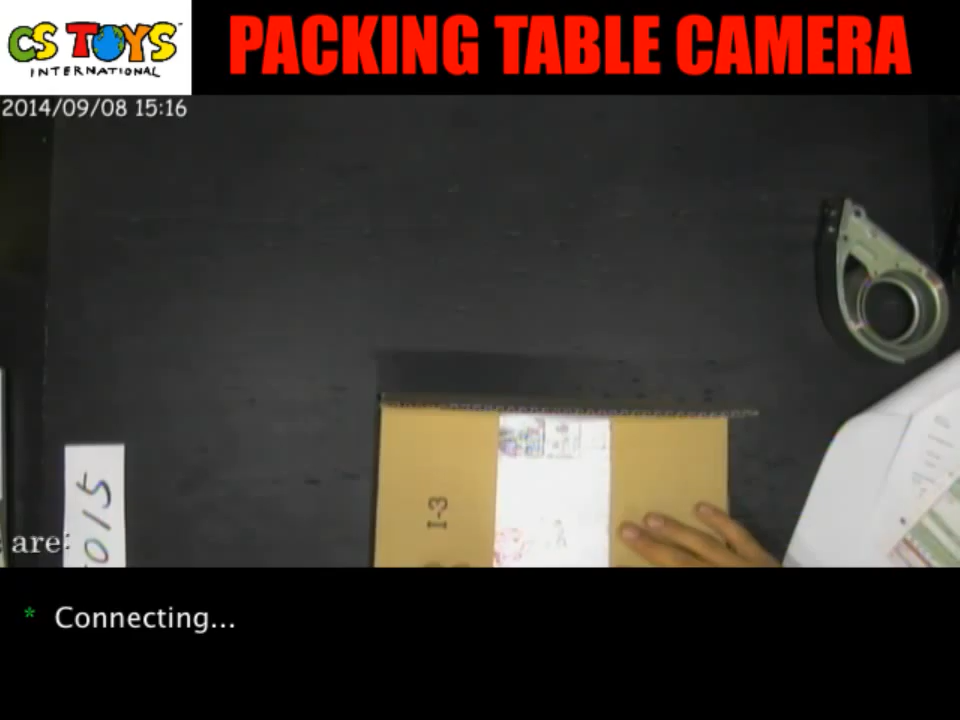 CS TOYS
INTERNATIONAL
PACKING TABLE CAMERA
2014/09/08 15:16
I-3
015
are:
* Connecting...